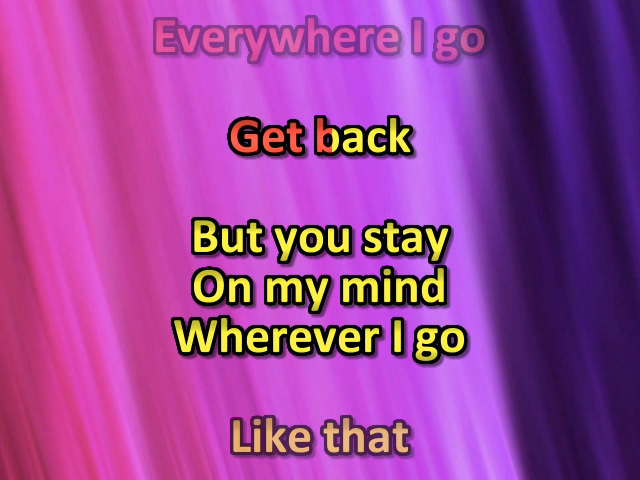 Everywhere I go
Get back
But you stay
On my mind
Wherever I go
Like that